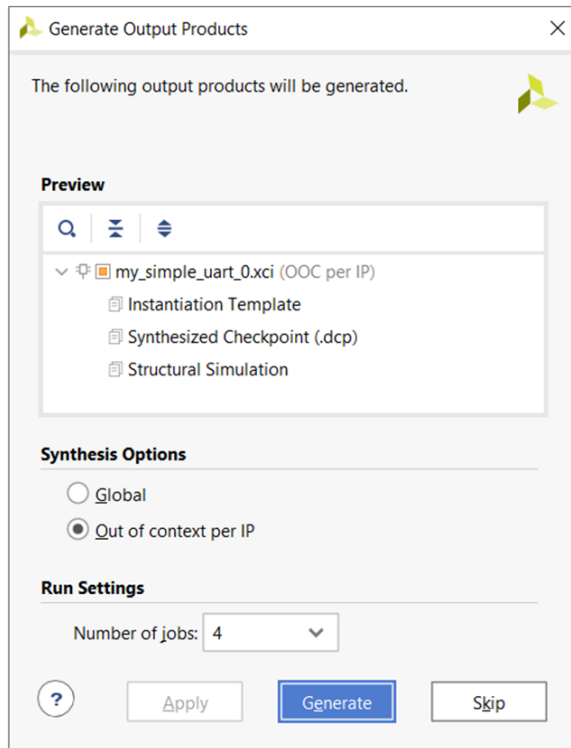 Generate Output Products
The following output products will be generated.
Preview
my_simple_uart_0.xci (OOC per IP)
Instantiation Template
Synthesized Checkpoint (.dcp)
Structural Simulation
Synthesis Options
Global
Out of context per IP
Run Settings
Number of jobs: 4
? Apply Generate Skip